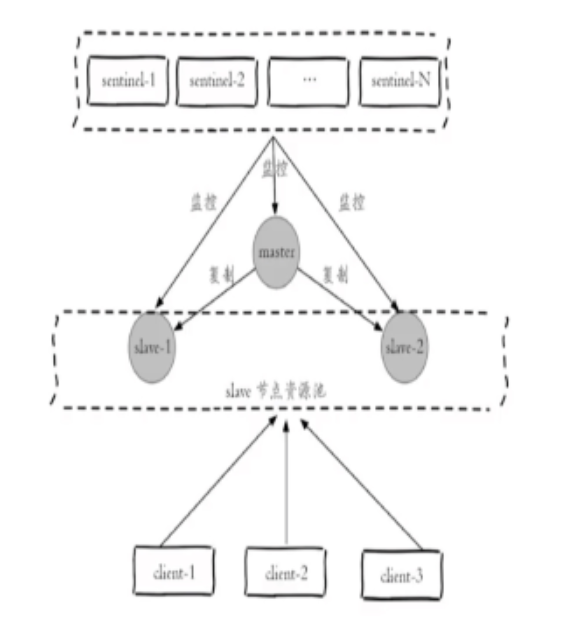 sentinel-1
sentinel-2
...
sentinel-N
监控
监控
监控
master
复制
复制
slave-1
slave-2
slave 节点资源池
client-1
client-2
client-3